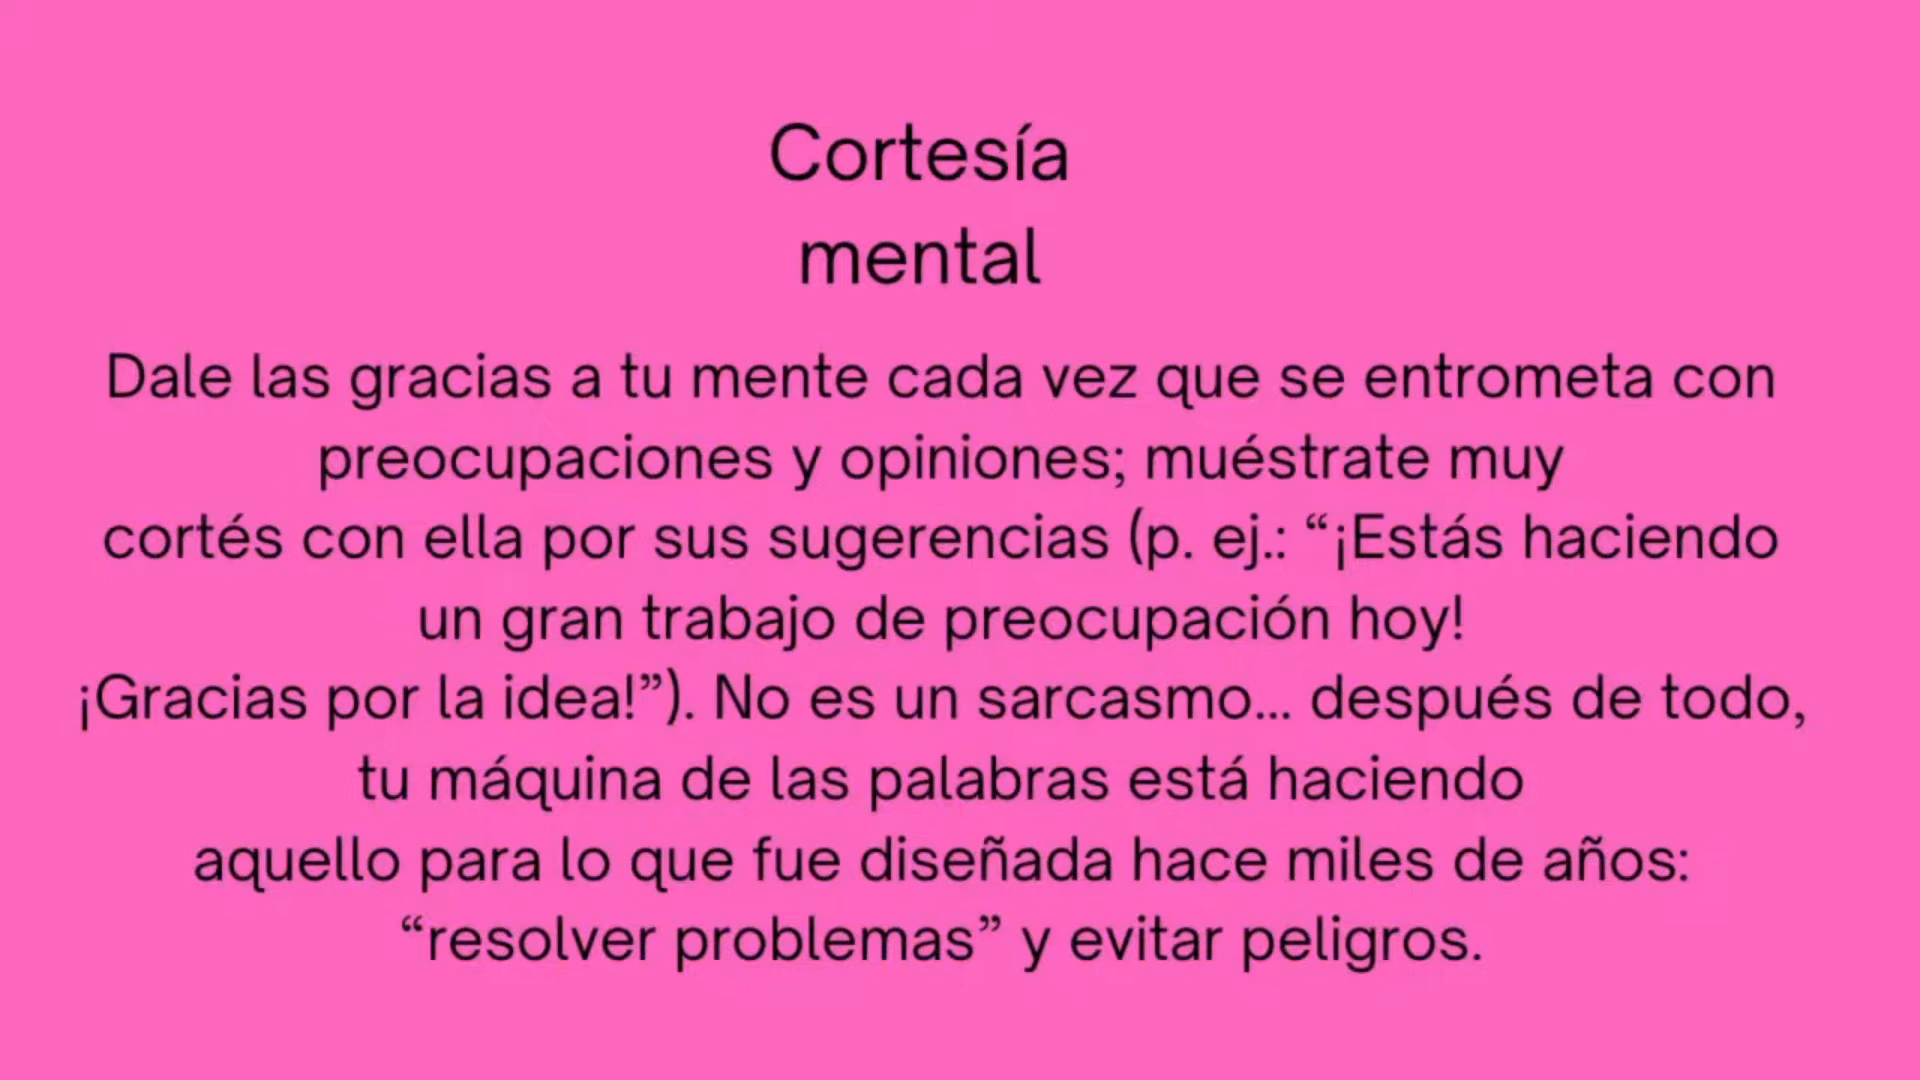 Cortesía
mental
Dale las gracias a tu mente cada vez que se entrometa con
preocupaciones y opiniones; muéstrate muy
cortés con ella por sus sugerencias (p. ej.: “¡Estás haciendo
un gran trabajo de preocupación hoy!
¡Gracias por la idea!”). No es un sarcasmo... después de todo,
tu máquina de las palabras está haciendo
aquello para lo que fue diseñada hace miles de años:
“resolver problemas” y evitar peligros.